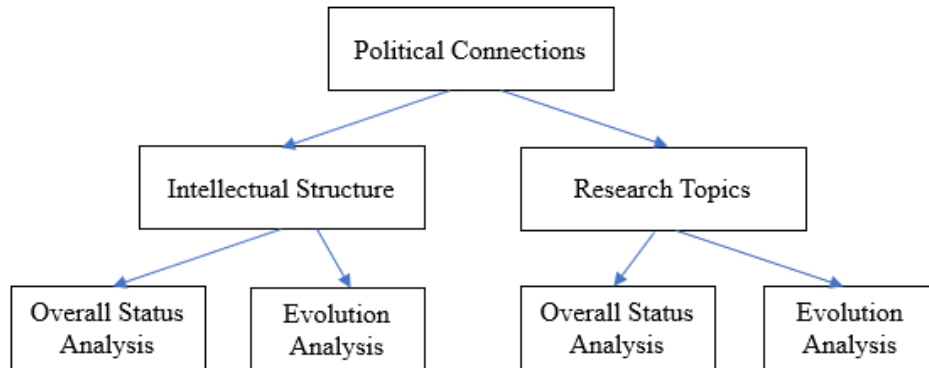 Political Connections
Intellectual Structure
Research Topics
Overall Status
Analysis
Evolution
Analysis
Overall Status
Analysis
Evolution
Analysis